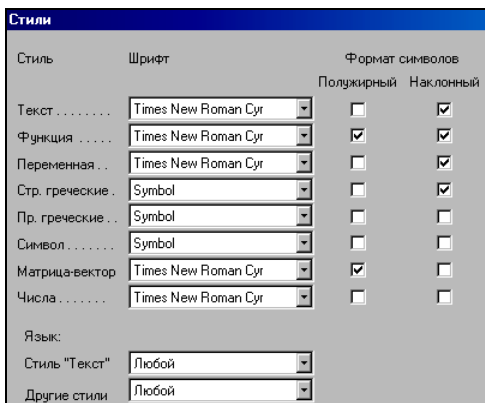 Стили
Стиль Шрифт Формат символов
Полужирный Наклонный
Текст . . . . . . . . Times New Roman Cyr
Функция . . . . . Times New Roman Cyr
Переменная . . Times New Roman Cyr
Стр. греческие . Symbol
Пр. греческие . . Symbol
Символ . . . . . . . Symbol
Матрица-вектор Times New Roman Cyr
Числа . . . . . . . Times New Roman Cyr
Язык:
Стиль "Текст" Любой
Другие стили Любой